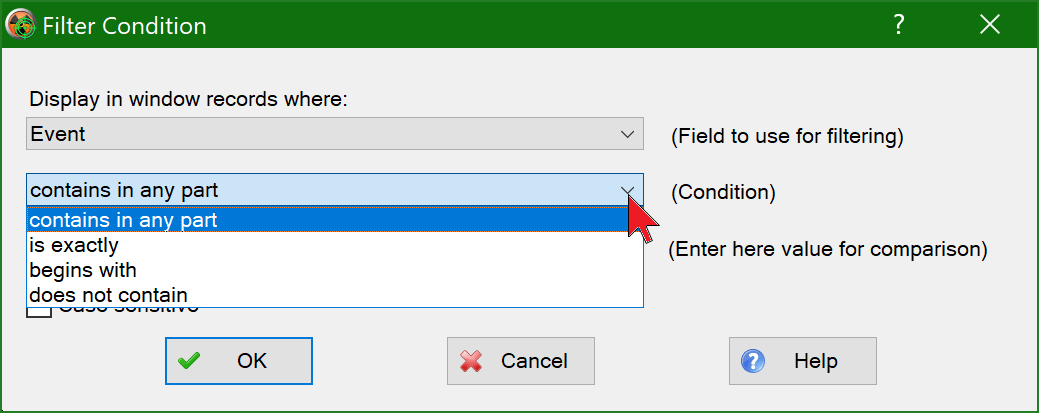 Filter Condition ?
Display in window records where:
Event
(Field to use for filtering)
contains in any part
(Condition)
contains in any part
is exactly
begins with
(Enter here value for comparison)
does not contain
Case sensitive
OK
Cancel
? Help